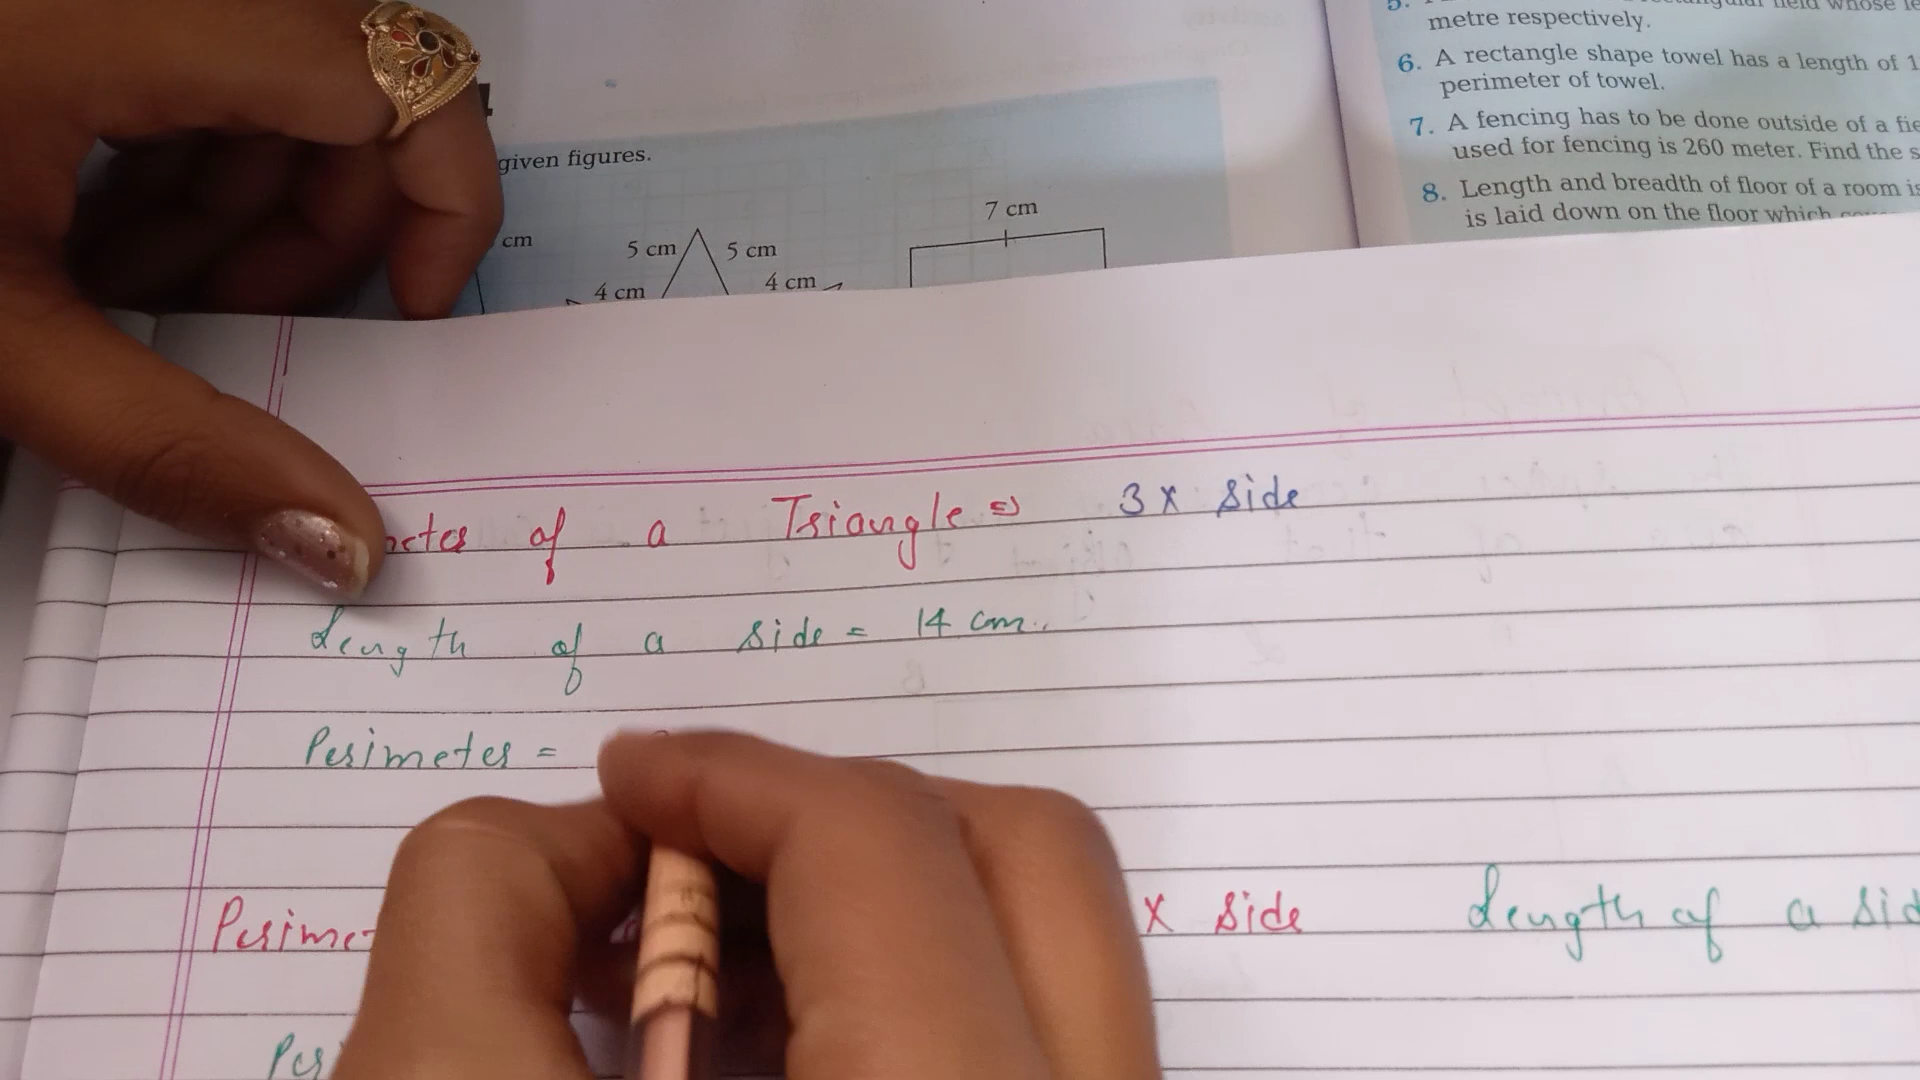 metre respectively.
6. A rectangle shape towel has a length of 1
perimeter of towel.
7. A fencing has to be done outside of a fie
used for fencing is 260 meter. Find the s
8. Length and breadth of floor of a room is
is laid down on the floor which
given figures.
cm
5 cm 5 cm
4 cm 4 cm
7 cm
of a Triangle ⇒ 3 x side
Length of a side = 14 cm.
Perimeter =
Perimet x side Length of a sid
Per